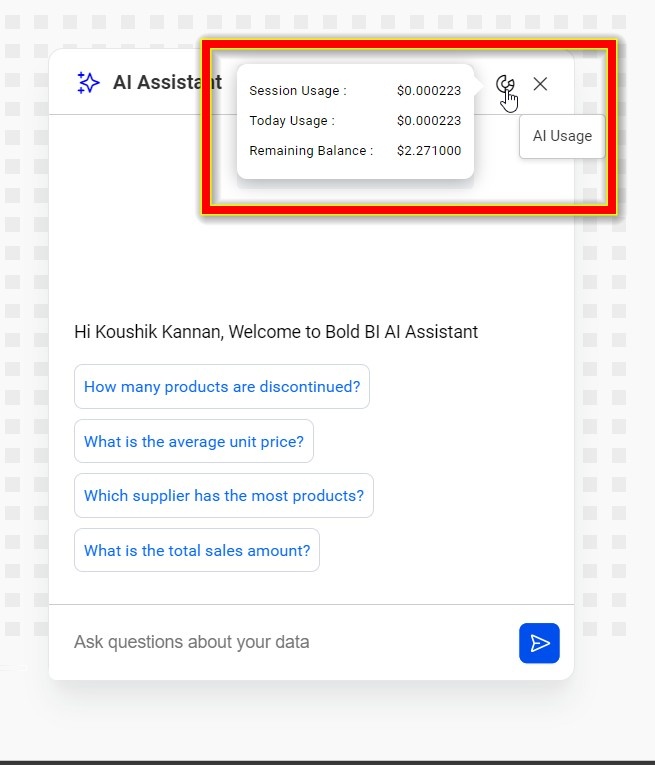 AI Assistant
Session Usage : $0.000223
Today Usage : $0.000223
Remaining Balance : $2.271000
AI Usage
Hi Koushik Kannan, Welcome to Bold BI AI Assistant
How many products are discontinued?
What is the average unit price?
Which supplier has the most products?
What is the total sales amount?
Ask questions about your data